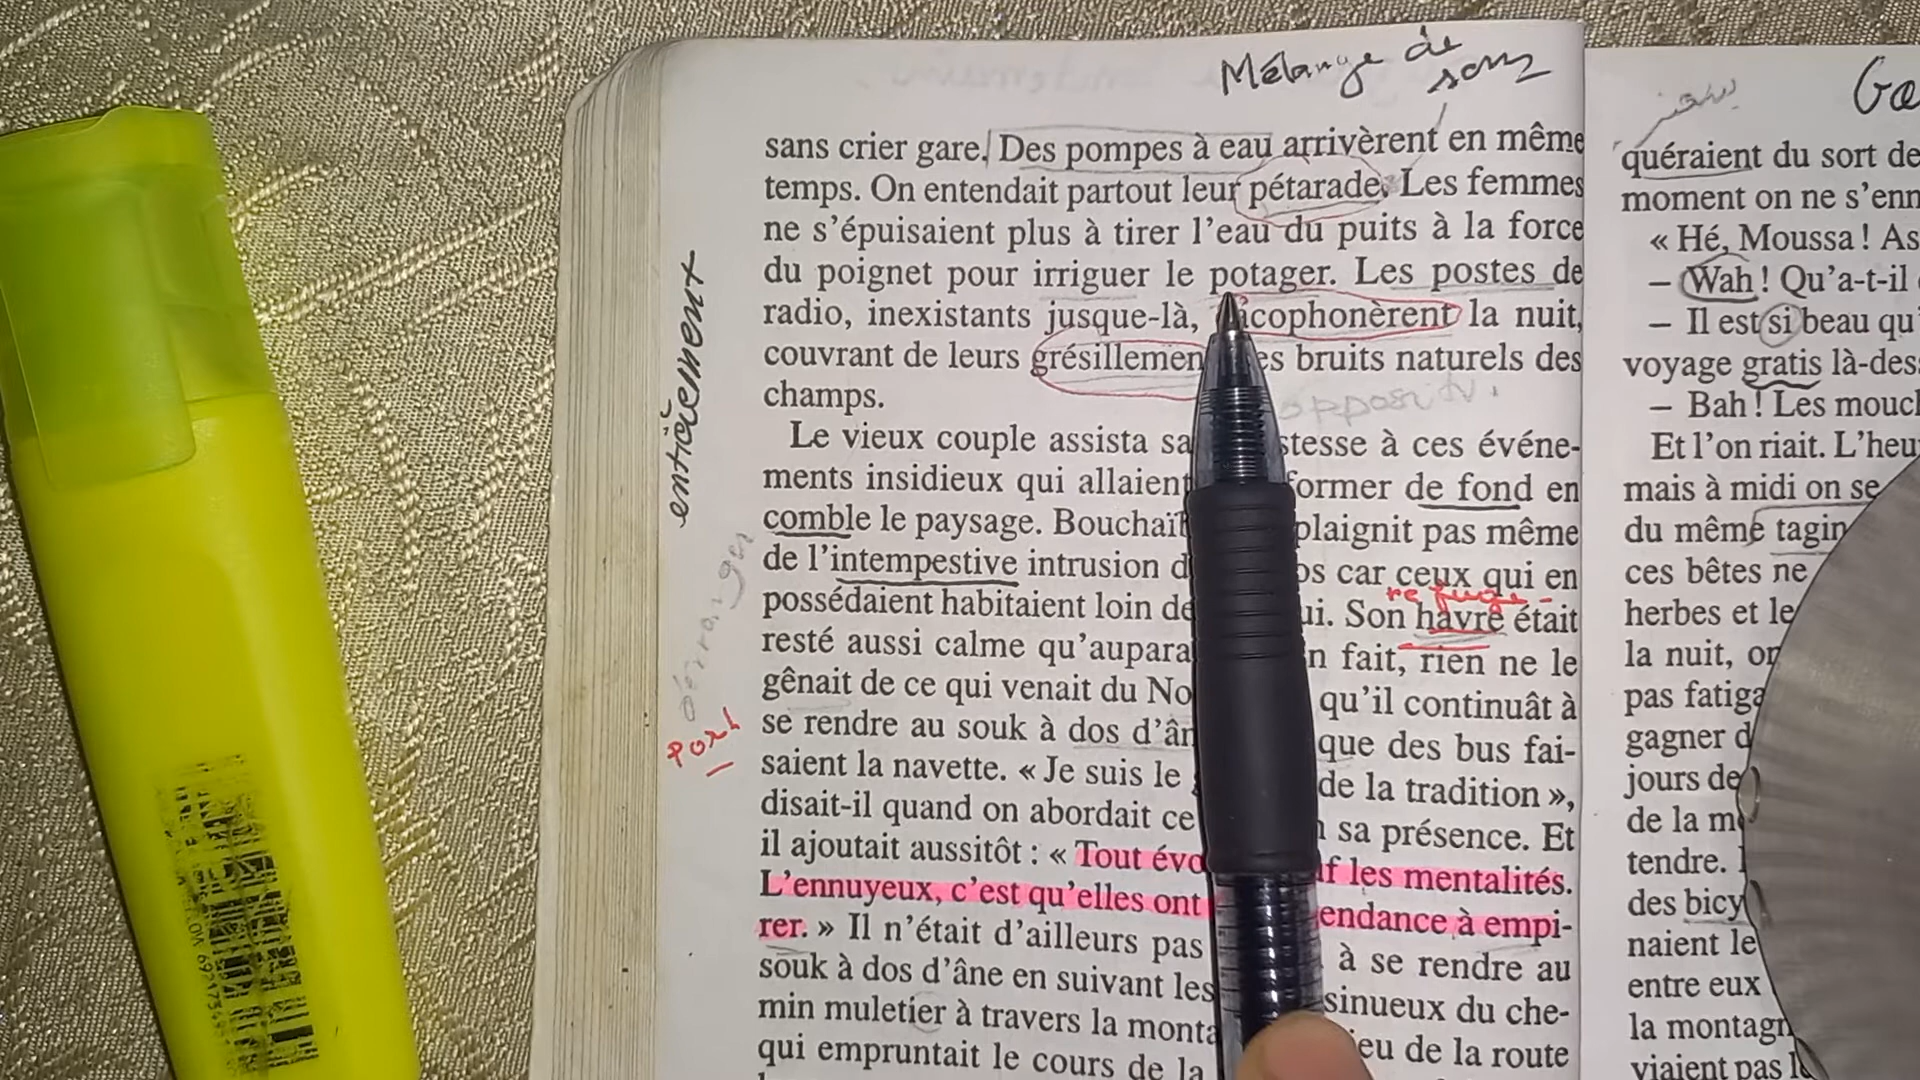 Mélange de
sons
sans crier gare. Des pompes à eau arrivèrent en même
temps. On entendait partout leur pétarade. Les femmes
ne s'épuisaient plus à tirer l'eau du puits à la force
du poignet pour irriguer le potager. Les postes de
radio, inexistants jusque-là, acophonèrent la nuit,
couvrant de leurs grésillemen es bruits naturels des
champs.
Le vieux couple assista sa stesse à ces événe-
ments insidieux qui allaient former de fond en
comble le paysage. Bouchaï plaignit pas même
de l'intempestive intrusion d os car ceux qui en
refuge
possédaient habitaient loin de ui. Son havre était
resté aussi calme qu'aupara n fait, rien ne le
gênait de ce qui venait du No qu'il continuât à
se rendre au souk à dos d'ân que des bus fai-
saient la navette. « Je suis le de la tradition »,
disait-il quand on abordait ce sa présence. Et
il ajoutait aussitôt : « Tout évo f les mentalités.
L'ennuyeux, c'est qu'elles ont endance à empi-
rer. » Il n'était d'ailleurs pas à se rendre au
souk à dos d'âne en suivant les sinueux du che-
min muletier à travers la monta
qui empruntait le cours de la eu de la route
entièrement
port
quéraient du sort de
moment on ne s'enn
« Hé, Moussa ! As
– Wah ! Qu'a-t-il
– Il est si beau qu'
voyage gratis là-des
– Bah ! Les mouch
Et l'on riait. L'heu
mais à midi on se
du même tagin
ces bêtes ne
herbes et le
la nuit, or
pas fatiga
gagner d
jours de
de la m
tendre.
des bicy
naient le
entre eux
la montagn
viaient pas l